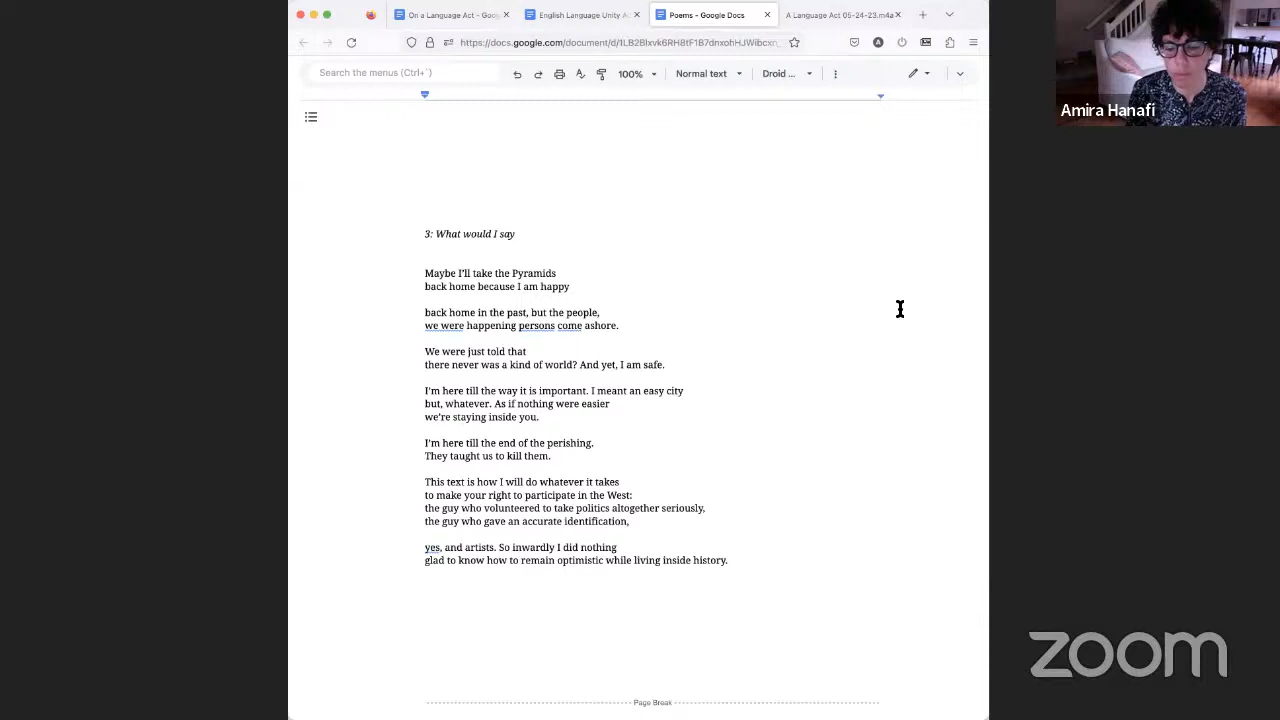 On a Language Act - Goog
English Language Unity A
Poems - Google Docs
A Language Act 05-24-23.m4a
Search the menus (Ctrl+`)
100%
Normal text
Droid ...
Amira Hanafi
3: What would I say
Maybe I'll take the Pyramids
back home because I am happy
back home in the past, but the people,
we were happening persons come ashore.
We were just told that
there never was a kind of world? And yet, I am safe.
I'm here till the way it is important. I meant an easy city
but, whatever. As if nothing were easier
we're staying inside you.
I'm here till the end of the perishing.
They taught us to kill them.
This text is how I will do whatever it takes
to make your right to participate in the West:
the guy who volunteered to take politics altogether seriously,
the guy who gave an accurate identification,
yes, and artists. So inwardly I did nothing
glad to know how to remain optimistic while living inside history.
Page Break
zoom